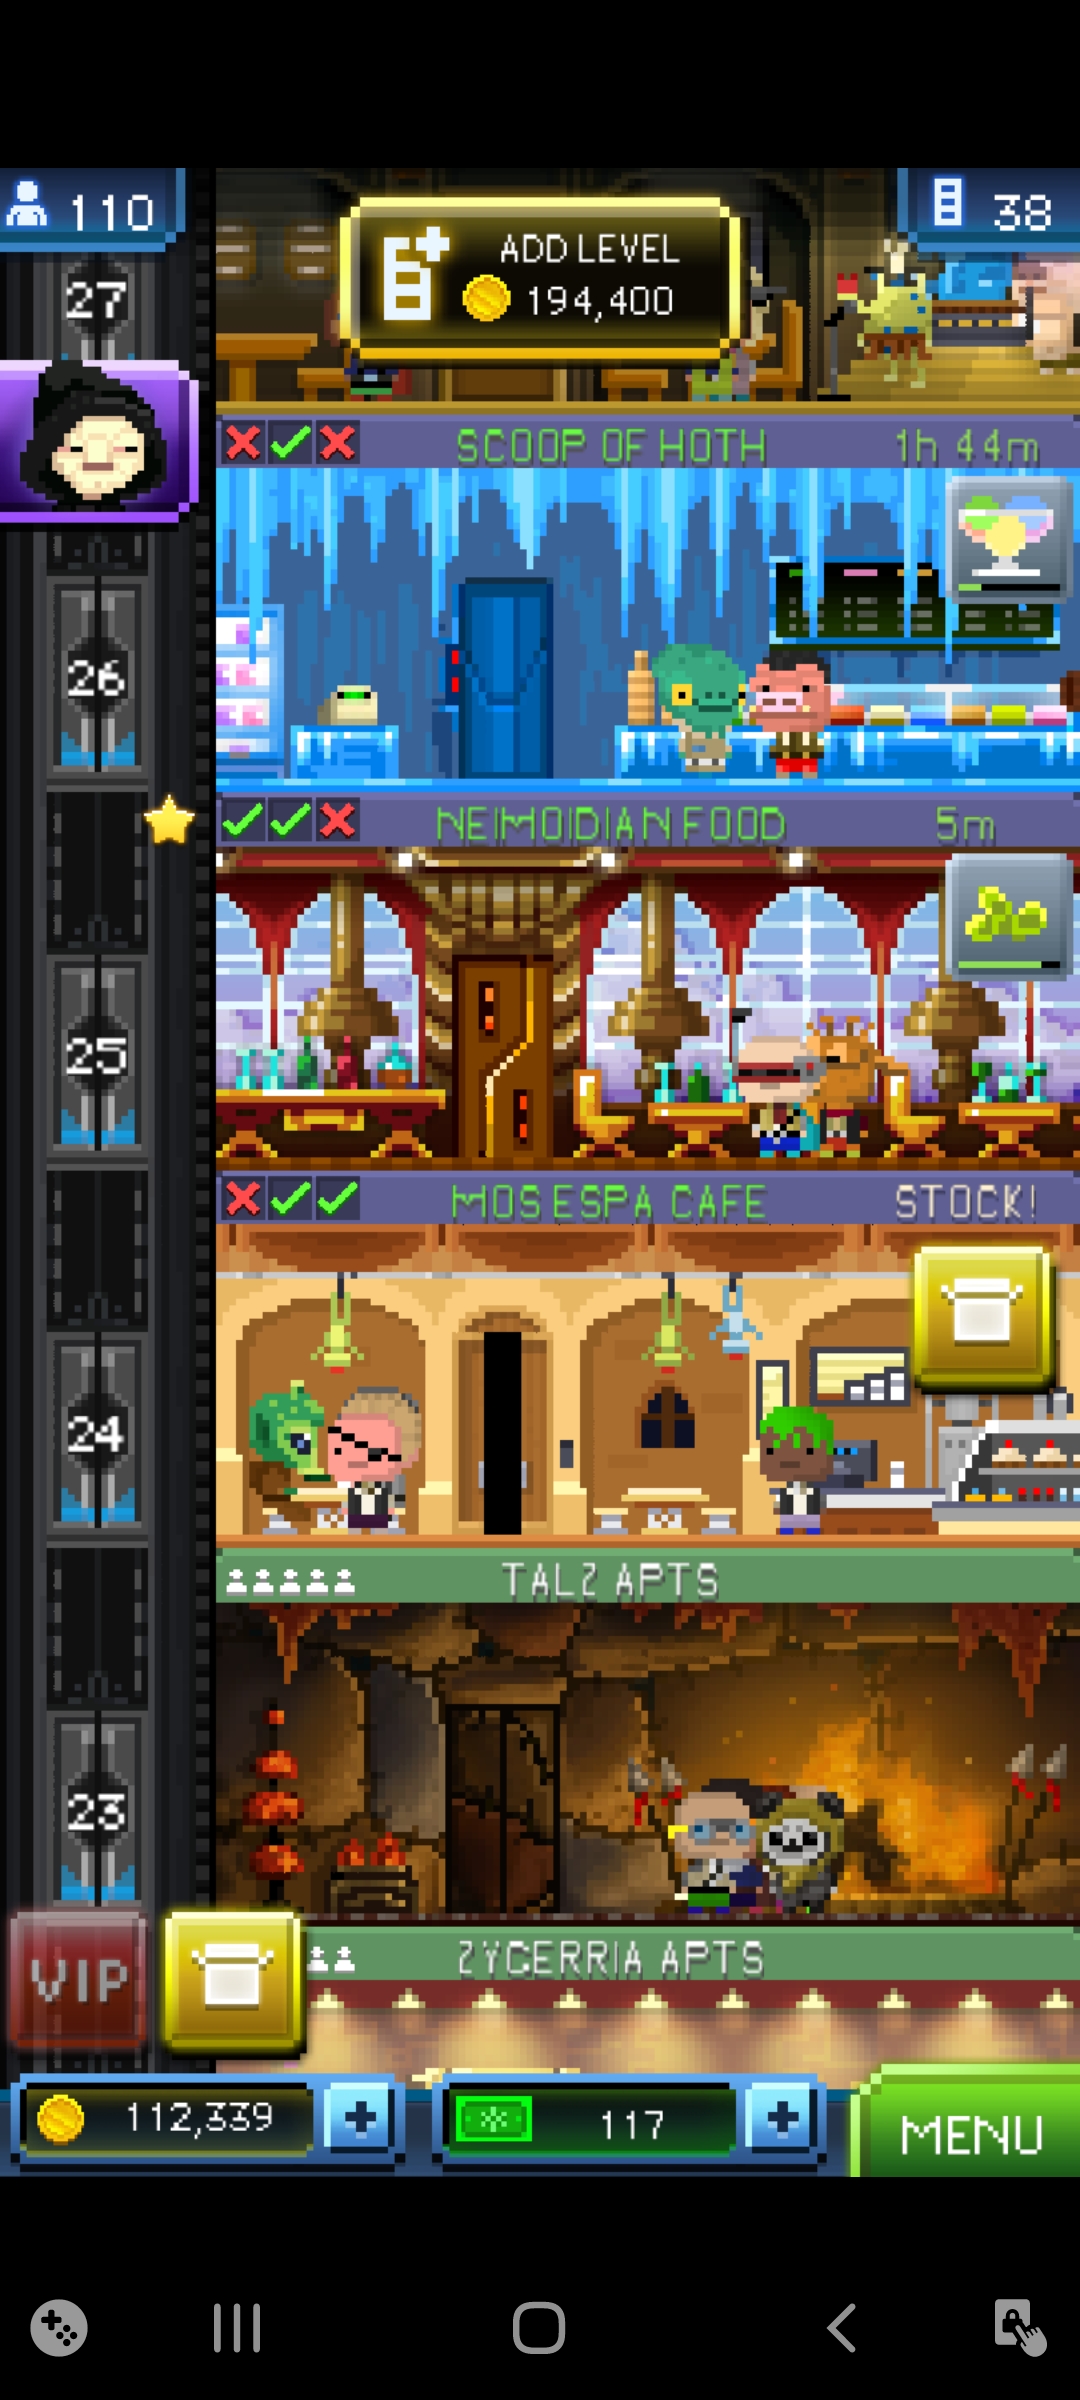 110
38
ADD LEVEL
194,400
27
SCOOP OF HOTH
1h 44m
26
NEIMOIDIAN FOOD
5m
25
MOS ESPA CAFE
STOCK!
24
TALZ APTS
23
ZYGERRIA APTS
VIP
112,339
117
MENU